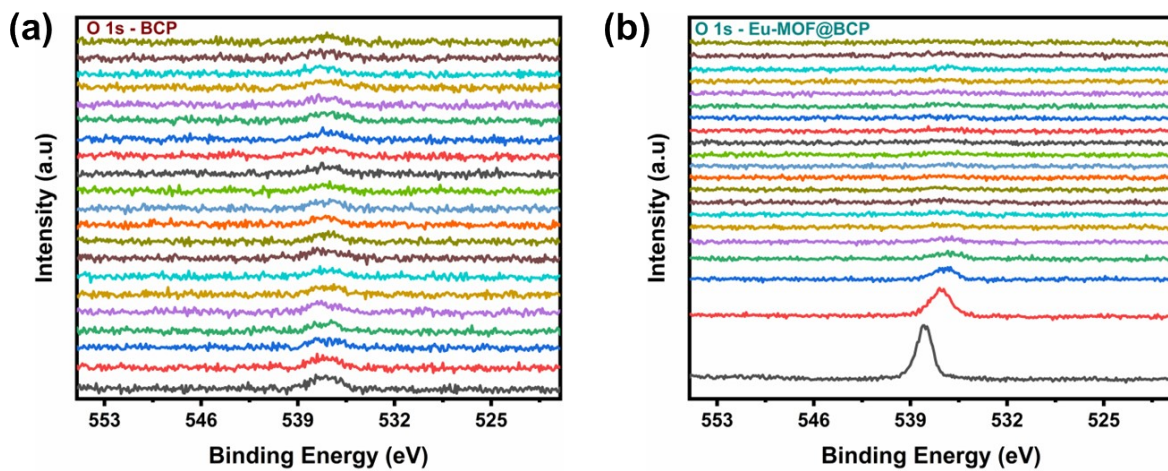 (a)
O 1s - BCP
Intensity (a.u)
553 546 539 532 525
Binding Energy (eV)
(b)
O 1s - Eu-MOF@BCP
Intensity (a.u)
553 546 539 532 525
Binding Energy (eV)